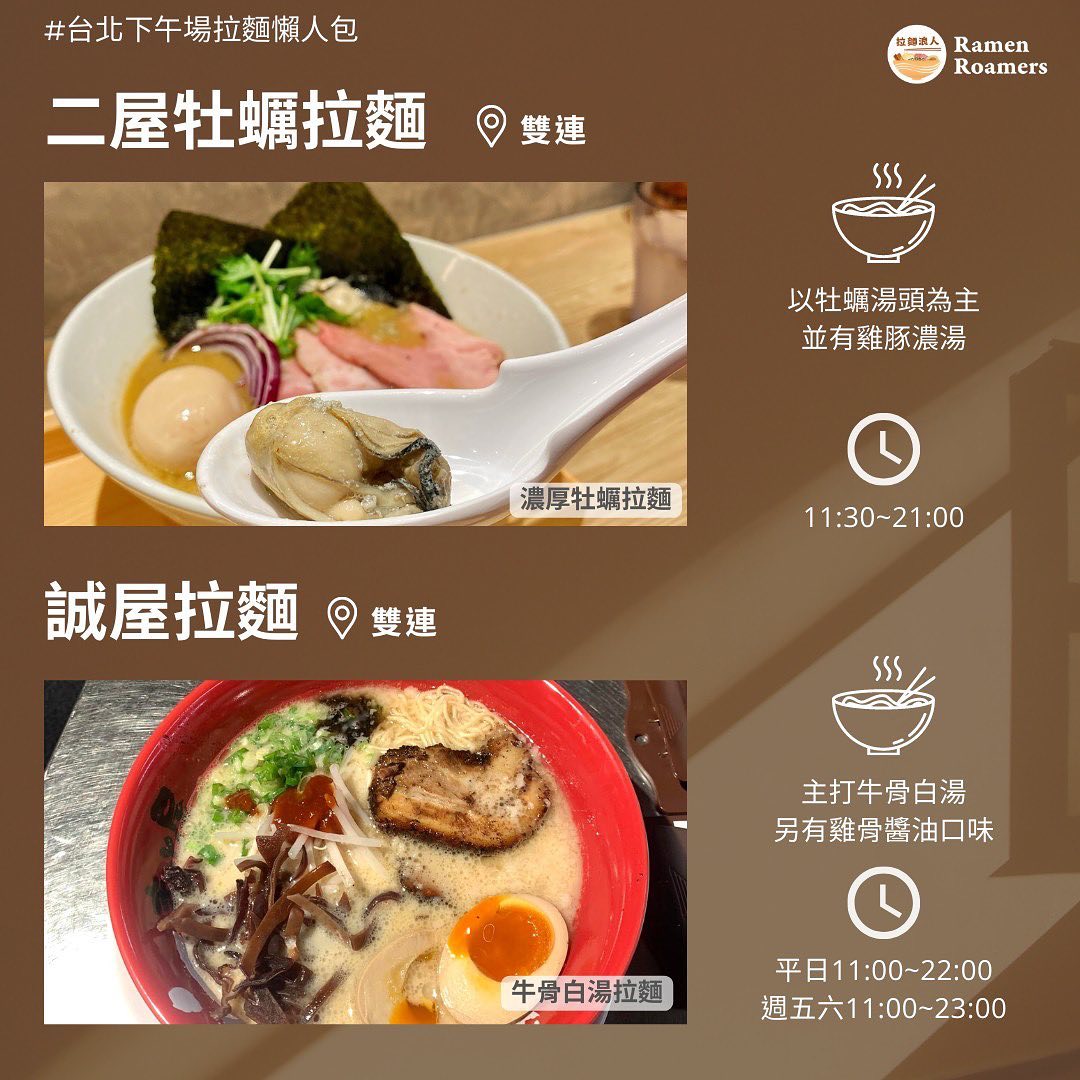 #台北下午場拉麵懶人包
拉麵浪人
Ramen
Roamers
二屋牡蠣拉麵
雙連
以牡蠣湯頭為主
並有雞豚濃湯
濃厚牡蠣拉麵
11:30~21:00
誠屋拉麵
雙連
主打牛骨白湯
另有雞骨醬油口味
牛骨白湯拉麵
平日11:00~22:00
週五六11:00~23:00